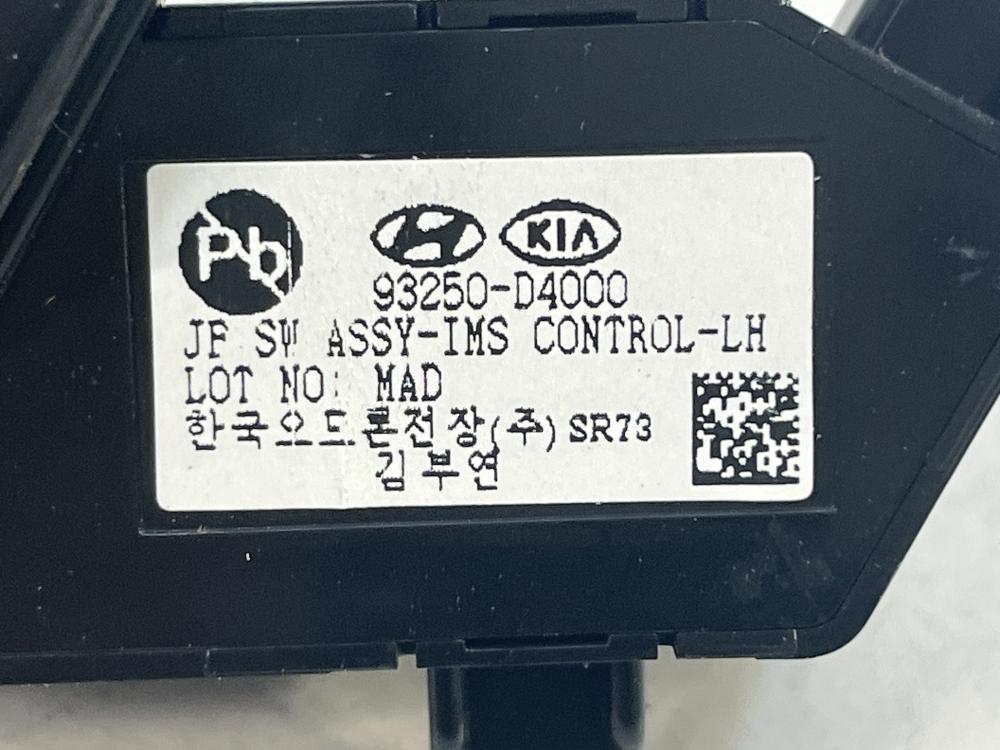 Pb
KIA
93250-D4000
JF SW ASSY-IMS CONTROL-LH
LOT NO: MAD
한국오드론전장(주) SR73
김부연